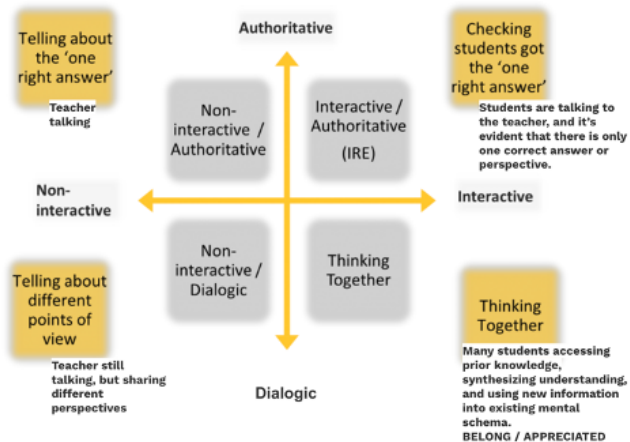 Telling about
the ‘one
right answer’
Teacher
talking
Authoritative
Checking
students got
the ‘one
right answer’
Students are talking to
the teacher, and it’s
evident that there is only
one correct answer or
perspective.
Non-
interactive /
Authoritative
Interactive /
Authoritative
(IRE)
Non-
interactive
Interactive
Non-
interactive /
Dialogic
Thinking
Together
Telling about
different
points of
view
Teacher still
talking, but sharing
different
perspectives
Dialogic
Thinking
Together
Many students accessing
prior knowledge,
synthesizing understanding,
and using new information
into existing mental
schema.
BELONG / APPRECIATED